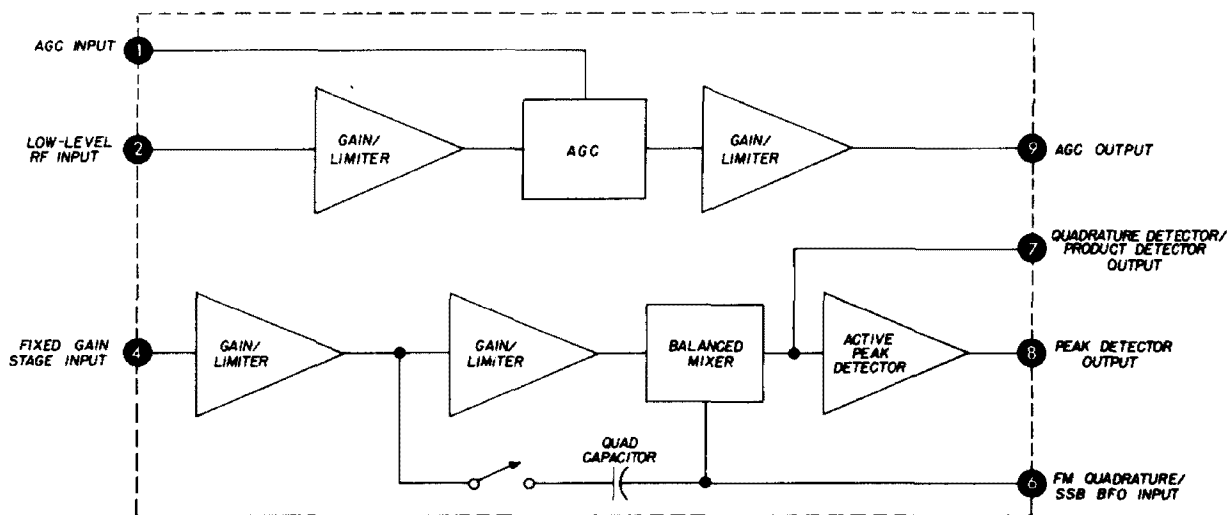 AGC INPUT
1
LOW-LEVEL
RF INPUT
2
GAIN/
LIMITER
AGC
GAIN/
LIMITER
9
AGC OUTPUT
7
QUADRATURE DETECTOR/
PRODUCT DETECTOR
OUTPUT
FIXED GAIN
STAGE INPUT
4
GAIN/
LIMITER
GAIN/
LIMITER
BALANCED
MIXER
ACTIVE
PEAK
DETECTOR
8
PEAK DETECTOR
OUTPUT
QUAD
CAPACITOR
6
FM QUADRATURE/
SSB BFO INPUT